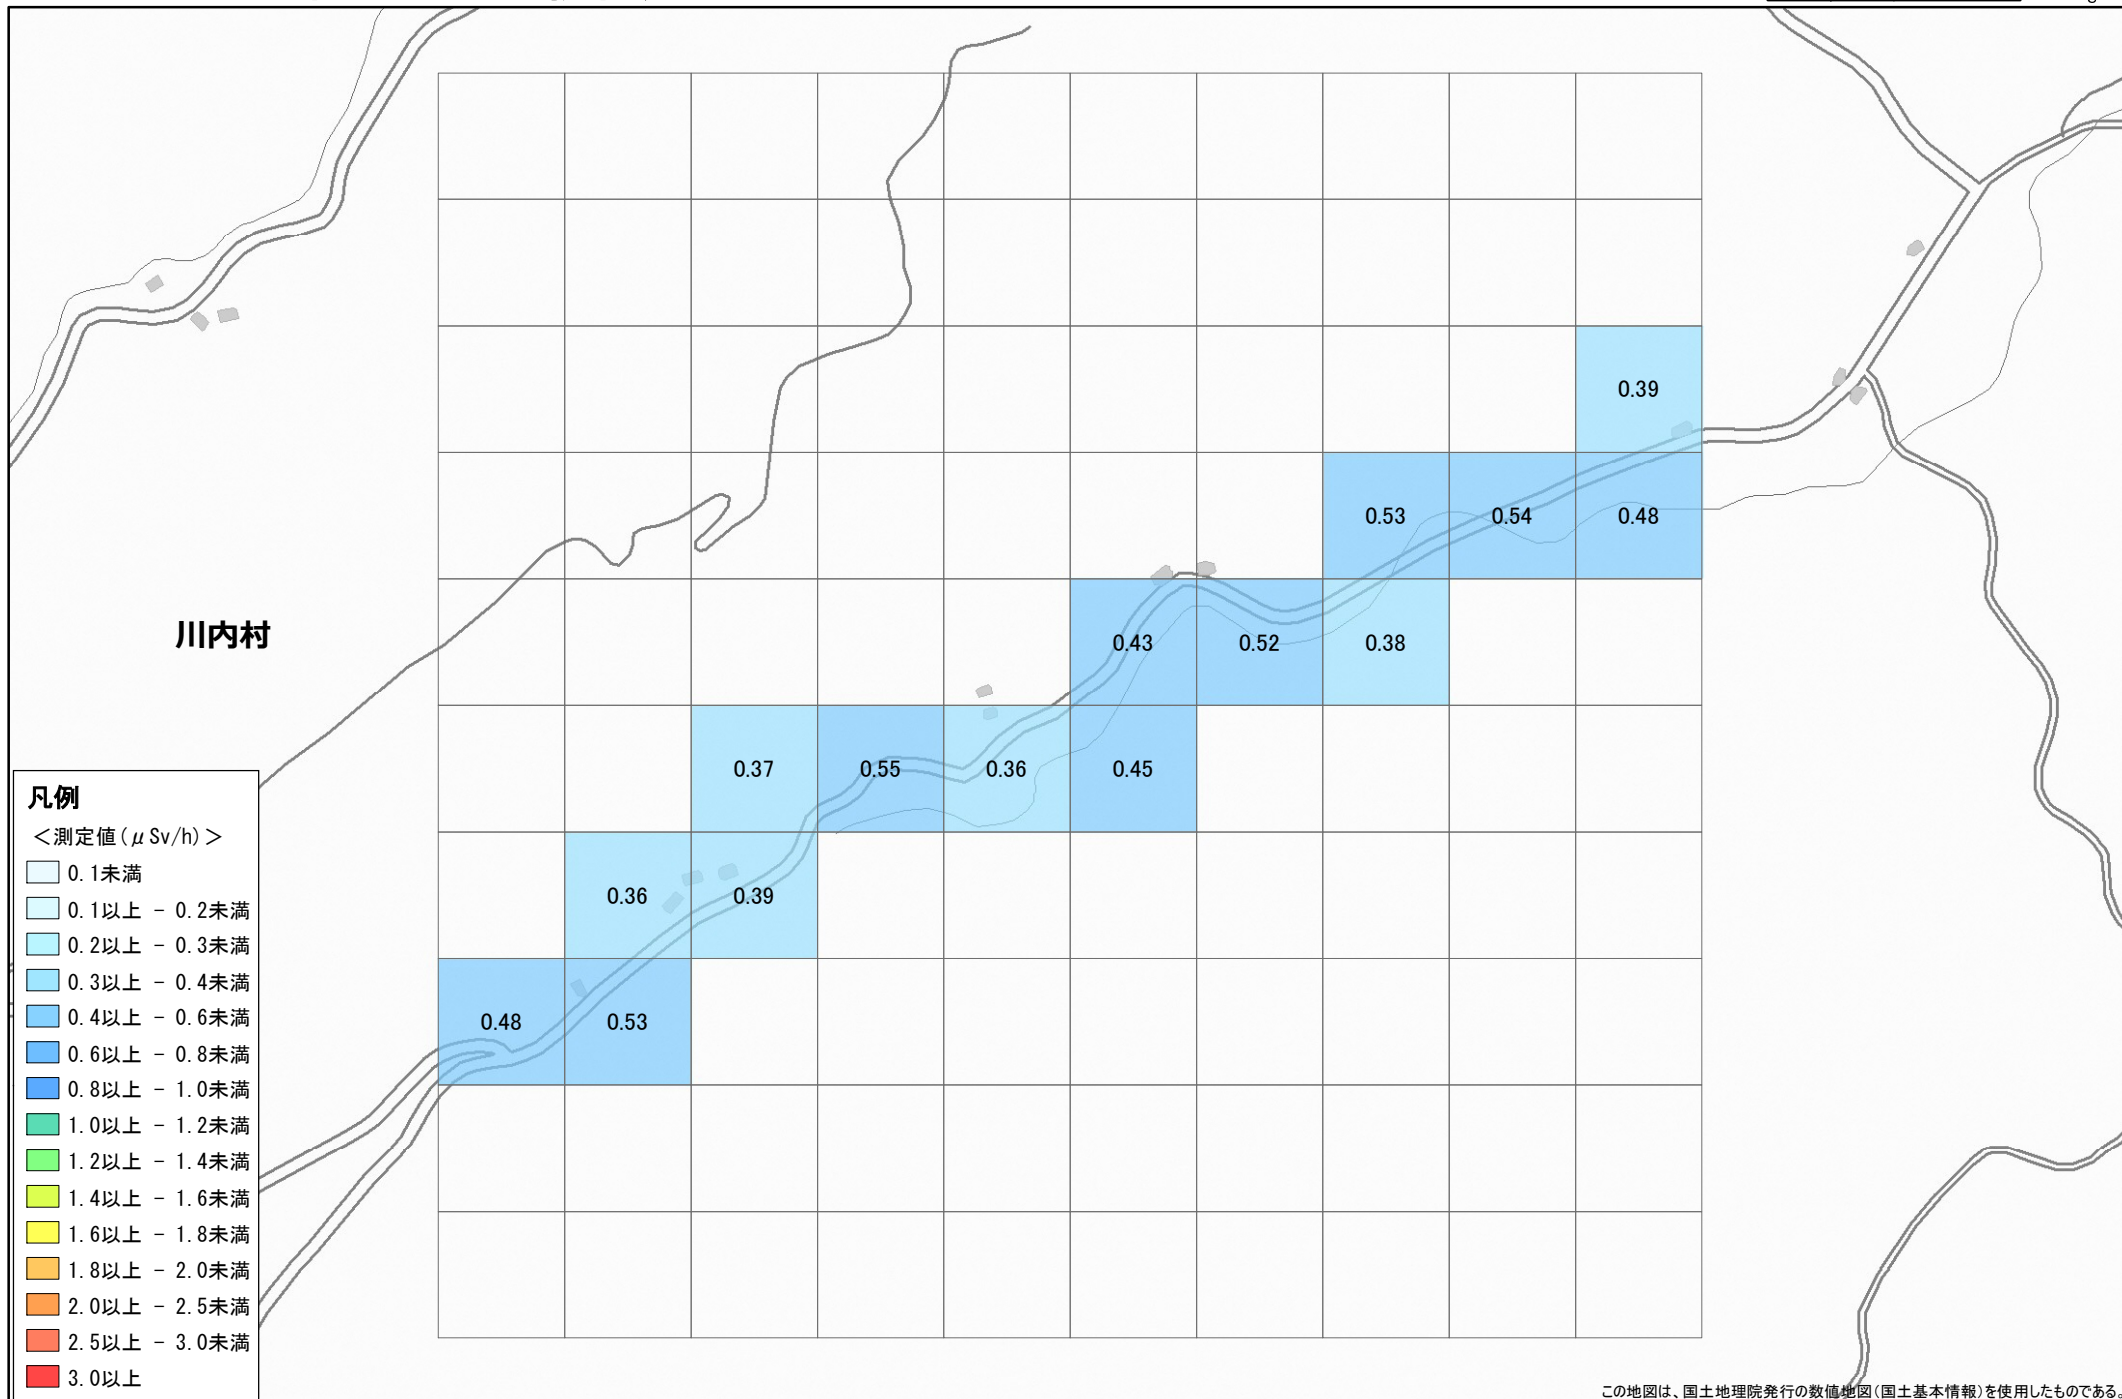 0.39
0.53 0.54 0.48
川内村
0.43 0.52 0.38
0.37 0.55 0.36 0.45
0.36 0.39
0.48 0.53
凡例
＜測定値(μSv/h)＞
0.1未満
0.1以上 － 0.2未満
0.2以上 － 0.3未満
0.3以上 － 0.4未満
0.4以上 － 0.6未満
0.6以上 － 0.8未満
0.8以上 － 1.0未満
1.0以上 － 1.2未満
1.2以上 － 1.4未満
1.4以上 － 1.6未満
1.6以上 － 1.8未満
1.8以上 － 2.0未満
2.0以上 － 2.5未満
2.5以上 － 3.0未満
3.0以上
この地図は、国土地理院発行の数値地図(国土基本情報)を使用したものである。